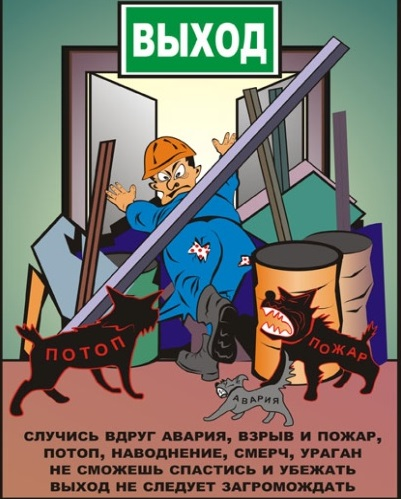 ВЫХОД
ПОТОП
ПОЖАР
АВАРИЯ
СЛУЧИСЬ ВДРУГ АВАРИЯ, ВЗРЫВ И ПОЖАР,
ПОТОП, НАВОДНЕНИЕ, СМЕРЧ, УРАГАН
НЕ СМОЖЕШЬ СПАСТИСЬ И УБЕЖАТЬ
ВЫХОД НЕ СЛЕДУЕТ ЗАГРОМОЖДАТЬ